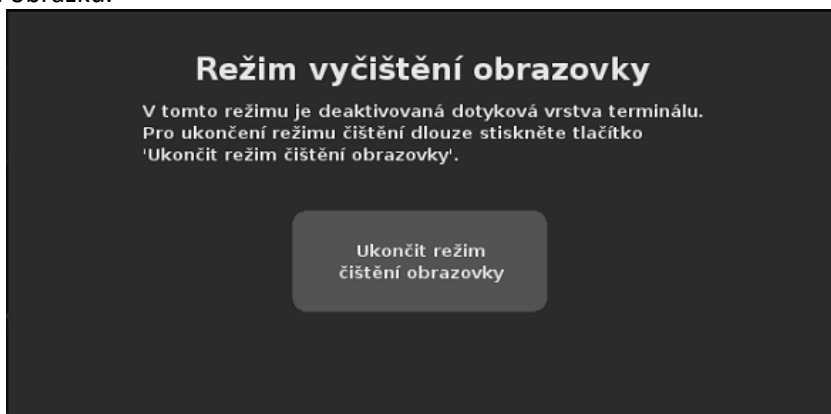 Režim vyčištění obrazovky
V tomto režimu je deaktivovaná dotyková vrstva terminálu.
Pro ukončení režimu čištění dlouze stiskněte tlačítko
'Ukončit režim čištění obrazovky'.
Ukončit režim
čištění obrazovky